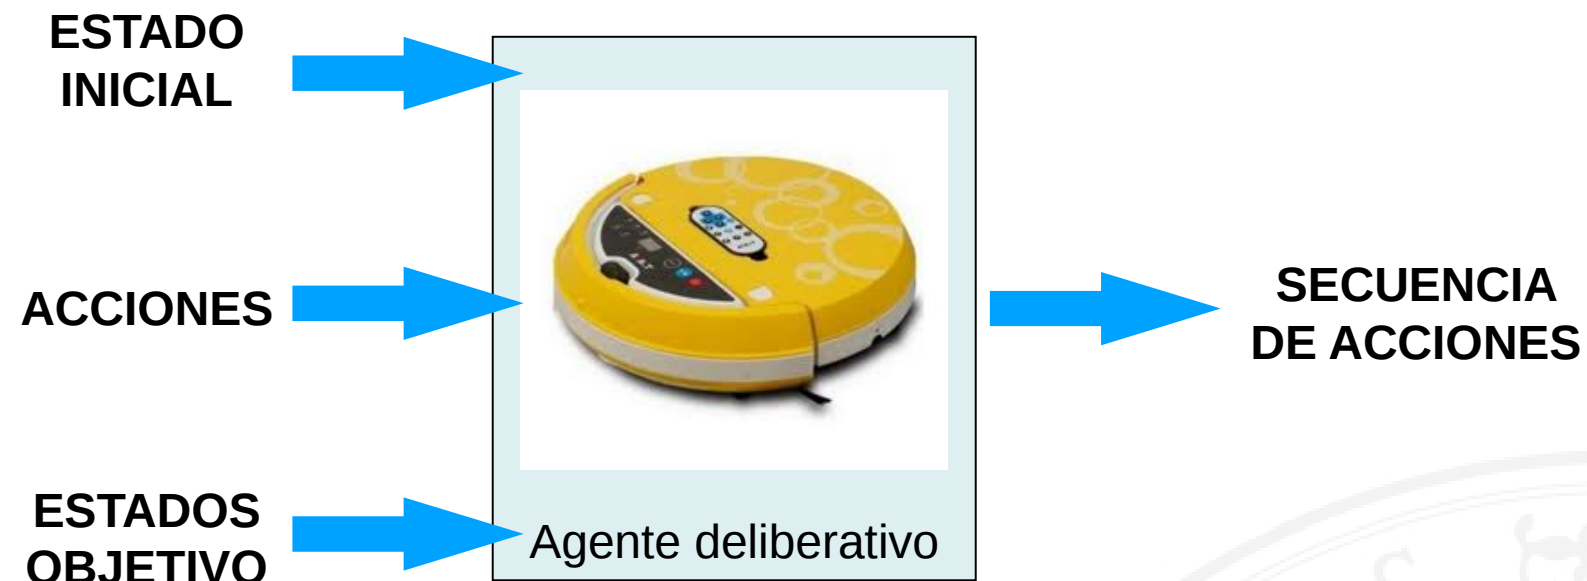 ESTADO
INICIAL
ACCIONES
ESTADOS
OBJETIVO
Agente deliberativo
SECUENCIA
DE ACCIONES